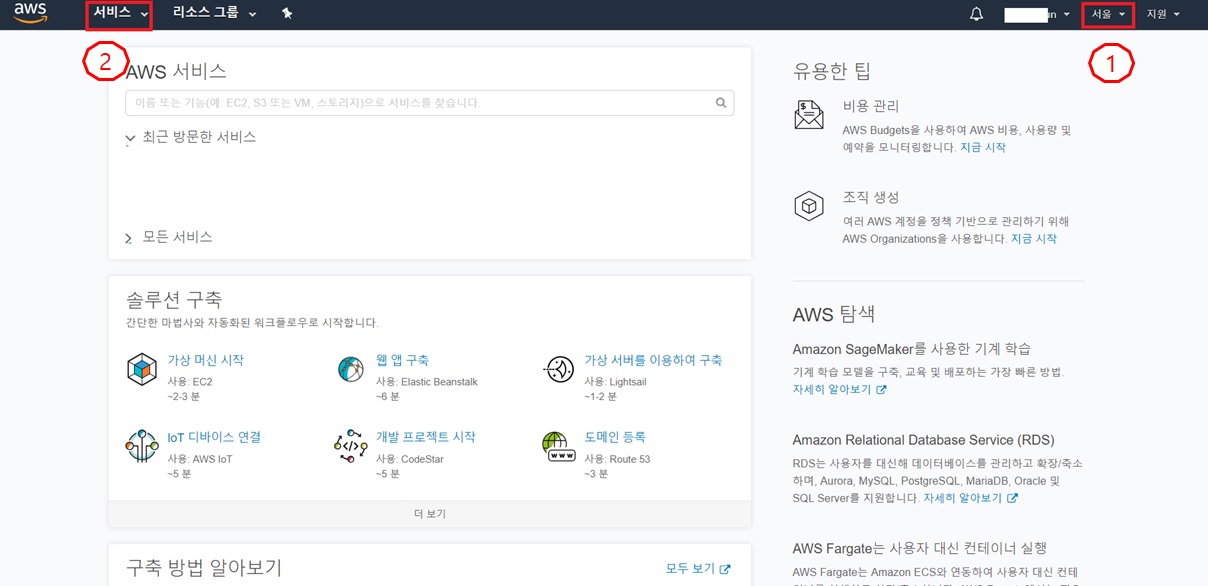 aws
서비스
리소스 그룹
un
서울
지원
2
1
AWS 서비스
이름 또는 기능(예: EC2, S3 또는 VM, 스토리지)으로 서비스를 찾습니다.
최근 방문한 서비스
모든 서비스
솔루션 구축
간단한 마법사와 자동화된 워크플로우로 시작합니다.
가상 머신 시작
사용: EC2
~2-3 분
웹 앱 구축
사용: Elastic Beanstalk
~6 분
가상 서버를 이용하여 구축
사용: Lightsail
~1-2 분
IoT 디바이스 연결
사용: AWS IoT
~5 분
개발 프로젝트 시작
사용: CodeStar
~5 분
도메인 등록
사용: Route 53
~3 분
더 보기
구축 방법 알아보기
모두 보기
유용한 팁
비용 관리
AWS Budgets을 사용하여 AWS 비용, 사용량 및
예약을 모니터링합니다. 지금 시작
조직 생성
여러 AWS 계정을 정책 기반으로 관리하기 위해
AWS Organizations을 사용합니다. 지금 시작
AWS 탐색
Amazon SageMaker를 사용한 기계 학습
기계 학습 모델을 구축, 교육 및 배포하는 가장 빠른 방법.
자세히 알아보기
Amazon Relational Database Service (RDS)
RDS는 사용자를 대신해 데이터베이스를 관리하고 확장/축소
하며, Aurora, MySQL, PostgreSQL, MariaDB, Oracle 및
SQL Server를 지원합니다. 자세히 알아보기
AWS Fargate는 사용자 대신 컨테이너 실행
AWS Fargate는 Amazon ECS와 연동하여 사용자 대신 컨테